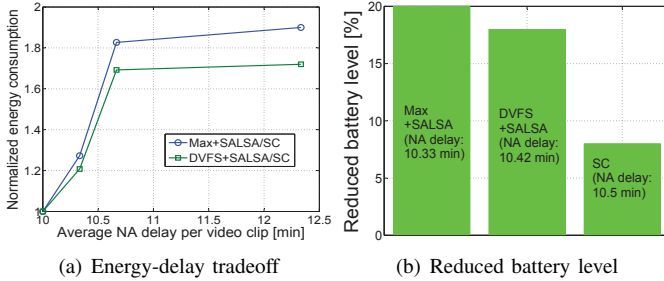 Normalized energy consumption
2
1.8
1.6
1.4
1.2
1
10
10.5
11
11.5
12
12.5
Average NA delay per video clip [min]
Max+SALSA/SC
DVFS+SALSA/SC
(a) Energy-delay tradeoff
Reduced battery level [%]
20
15
10
5
0
Max
+SALSA
(NA delay:
10.33 min)
DVFS
+SALSA
(NA delay:
10.42 min)
SC
(NA delay:
10.5 min)
(b) Reduced battery level